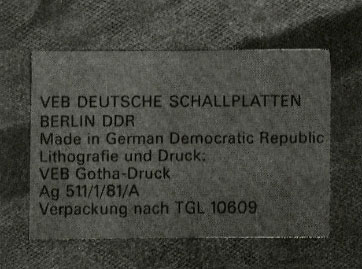 VEB DEUTSCHE SCHALLPLATTEN
BERLIN DDR
Made in German Democratic Republic
Lithografie und Druck:
VEB Gotha-Druck
Ag 511/1/81/A
Verpackung nach TGL 10609